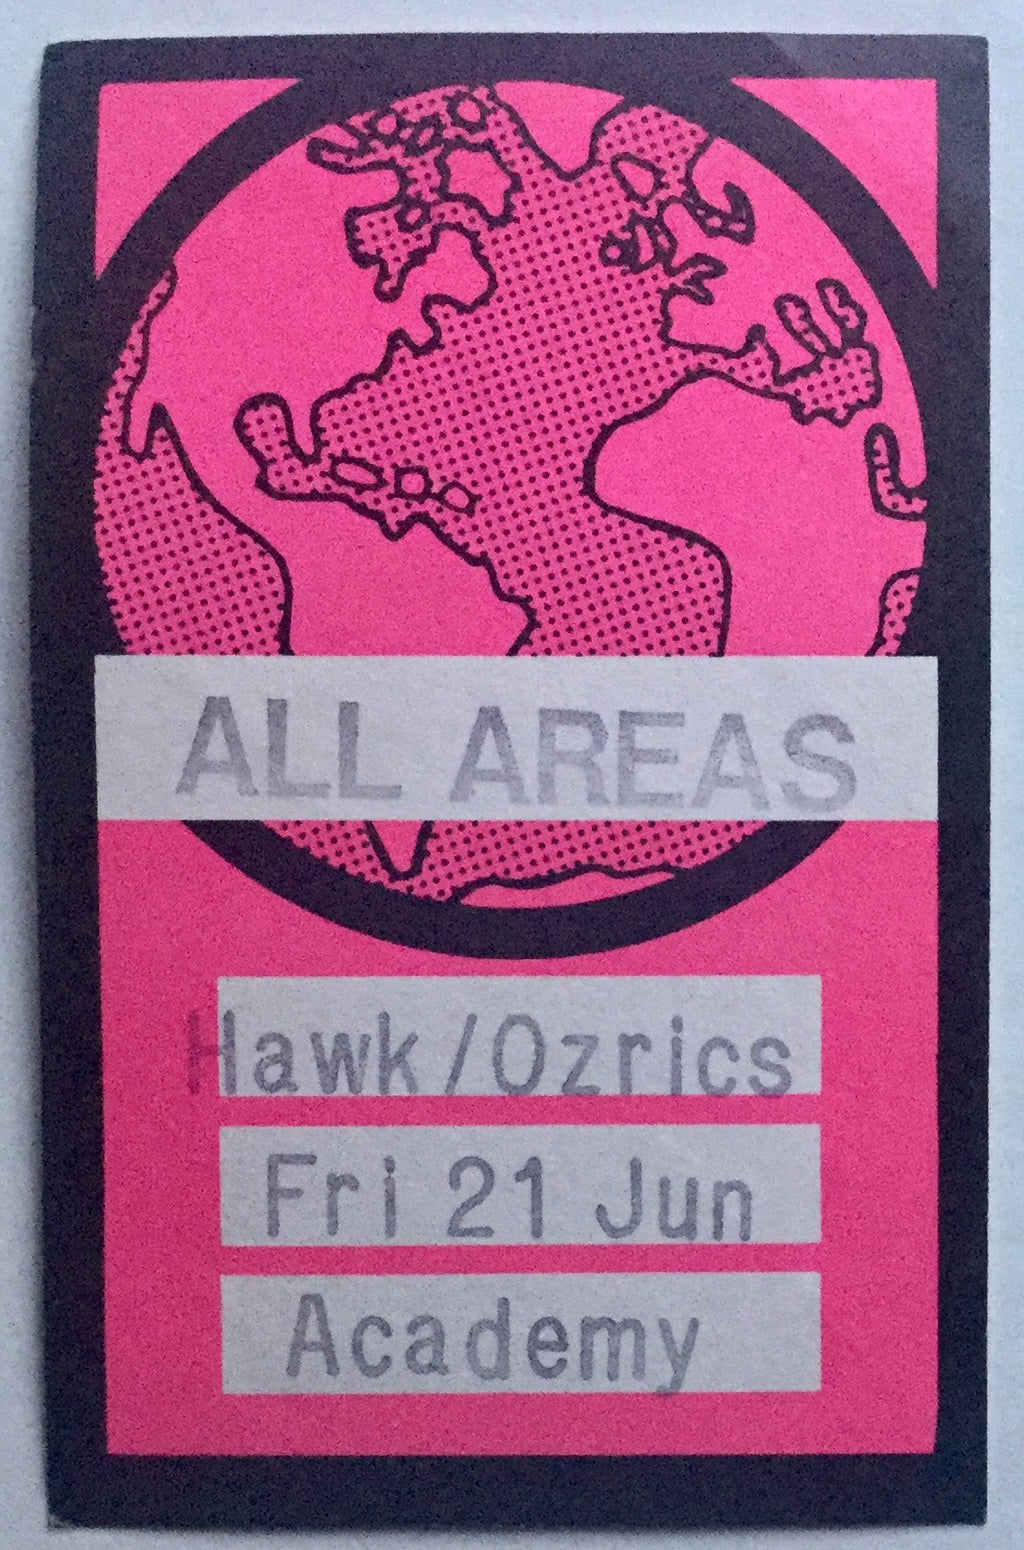 ALL AREAS
Hawk/Ozrics
Fri 21 Jun
Academy